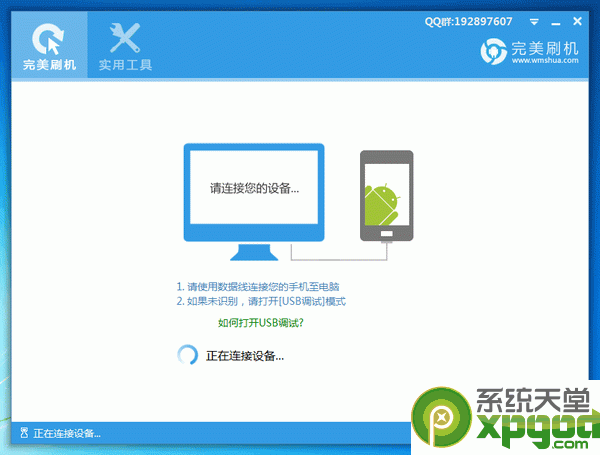 QQ群:192897607
完美刷机
实用工具
完美刷机
www.wmshua.com
请连接您的设备...
1. 请使用数据线连接您的手机至电脑
2. 如果未识别，请打开[USB调试]模式
如何打开USB调试?
正在连接设备...
正在连接设备...
系统天堂
xpgod